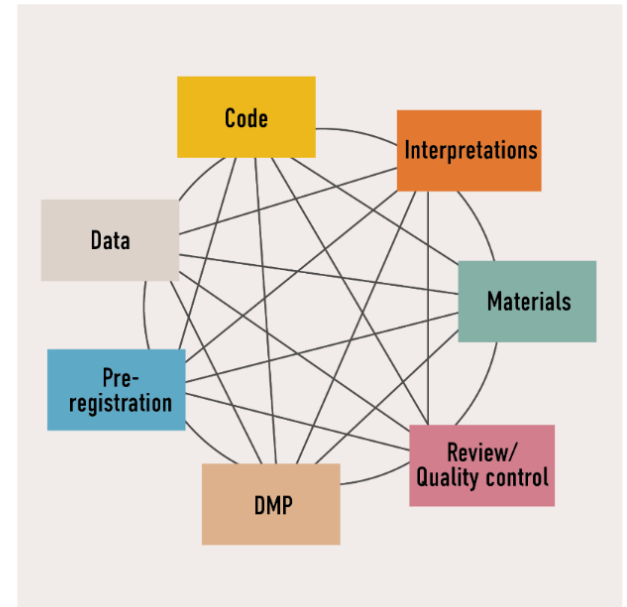 Code
Interpretations
Data
Materials
Pre-
registration
Review/
Quality control
DMP